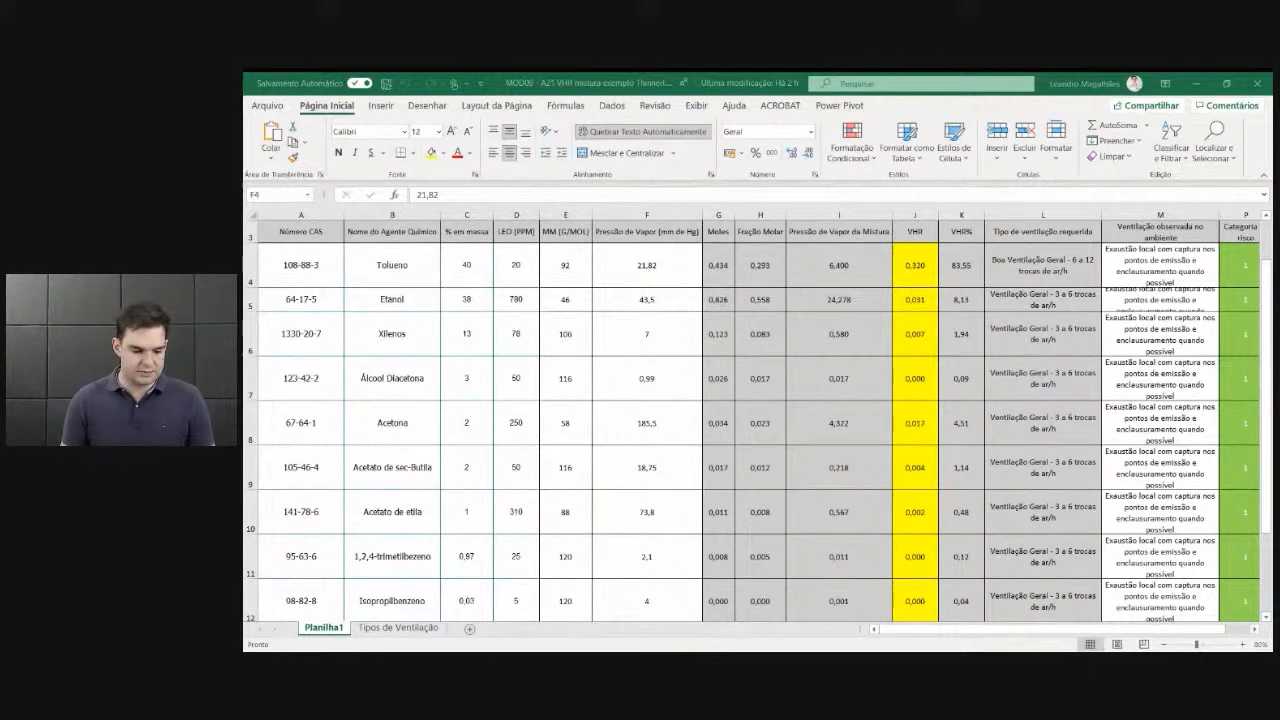 Salvamento Automático MOD09 - A21 VHR mistura exemplo Thinnerl... Última modificação: Há 2 h Pesquisar Leandro Magalhães
Arquivo Página Inicial Inserir Desenhar Layout da Página Fórmulas Dados Revisão Exibir Ajuda ACROBAT Power Pivot Compartilhar Comentários
Calibri 12 Quebrar Texto Automaticamente Geral AutoSoma
Colar N I S Mesclar e Centralizar % 000 Formatação Condicional Formatar como Tabela Estilos de Célula Inserir Excluir Formatar Preencher Limpar Classificar e Filtrar Localizar e Selecionar
Área de Transferência Fonte Alinhamento Número Estilos Células Edição
F4 fx 21,82
A B C D E F G H I J K L M P
3 Número CAS Nome do Agente Químico % em massa LEO (PPM) MM (G/MOL) Pressão de Vapor (mm de Hg) Moles Fração Molar Pressão de Vapor da Mistura VHR VHR% Tipo de ventilação requerida Ventilação observada no ambiente Categoria risco
4 108-88-3 Tolueno 40 20 92 21,82 0,434 0,293 6,400 0,320 83,55 Boa Ventilação Geral - 6 a 12 trocas de ar/h Exaustão local com captura nos pontos de emissão e enclausuramento quando possível 1
5 64-17-5 Etanol 38 780 46 43,5 0,826 0,558 24,278 0,031 8,13 Ventilação Geral - 3 a 6 trocas de ar/h Exaustão local com captura nos pontos de emissão e 1
6 1330-20-7 Xilenos 13 78 106 7 0,123 0,083 0,580 0,007 1,94 Ventilação Geral - 3 a 6 trocas de ar/h Exaustão local com captura nos pontos de emissão e enclausuramento quando possível 1
7 123-42-2 Álcool Diacetona 3 50 116 0,99 0,026 0,017 0,017 0,000 0,09 Ventilação Geral - 3 a 6 trocas de ar/h Exaustão local com captura nos pontos de emissão e enclausuramento quando possível 1
8 67-64-1 Acetona 2 250 58 185,5 0,034 0,023 4,322 0,017 4,51 Ventilação Geral - 3 a 6 trocas de ar/h Exaustão local com captura nos pontos de emissão e enclausuramento quando possível 1
9 105-46-4 Acetato de sec-Butila 2 50 116 18,75 0,017 0,012 0,218 0,004 1,14 Ventilação Geral - 3 a 6 trocas de ar/h Exaustão local com captura nos pontos de emissão e enclausuramento quando possível 1
10 141-78-6 Acetato de etila 1 310 88 73,8 0,011 0,008 0,567 0,002 0,48 Ventilação Geral - 3 a 6 trocas de ar/h Exaustão local com captura nos pontos de emissão e enclausuramento quando possível 1
11 95-63-6 1,2,4-trimetilbezeno 0,97 25 120 2,1 0,008 0,005 0,011 0,000 0,12 Ventilação Geral - 3 a 6 trocas de ar/h Exaustão local com captura nos pontos de emissão e enclausuramento quando possível 1
12 98-82-8 Isopropilbenzeno 0,03 5 120 4 0,000 0,000 0,001 0,000 0,04 Ventilação Geral - 3 a 6 trocas de ar/h Exaustão local com captura nos pontos de emissão e enclausuramento quando possível 1
Planilha1 Tipos de Ventilação
Pronto 80%